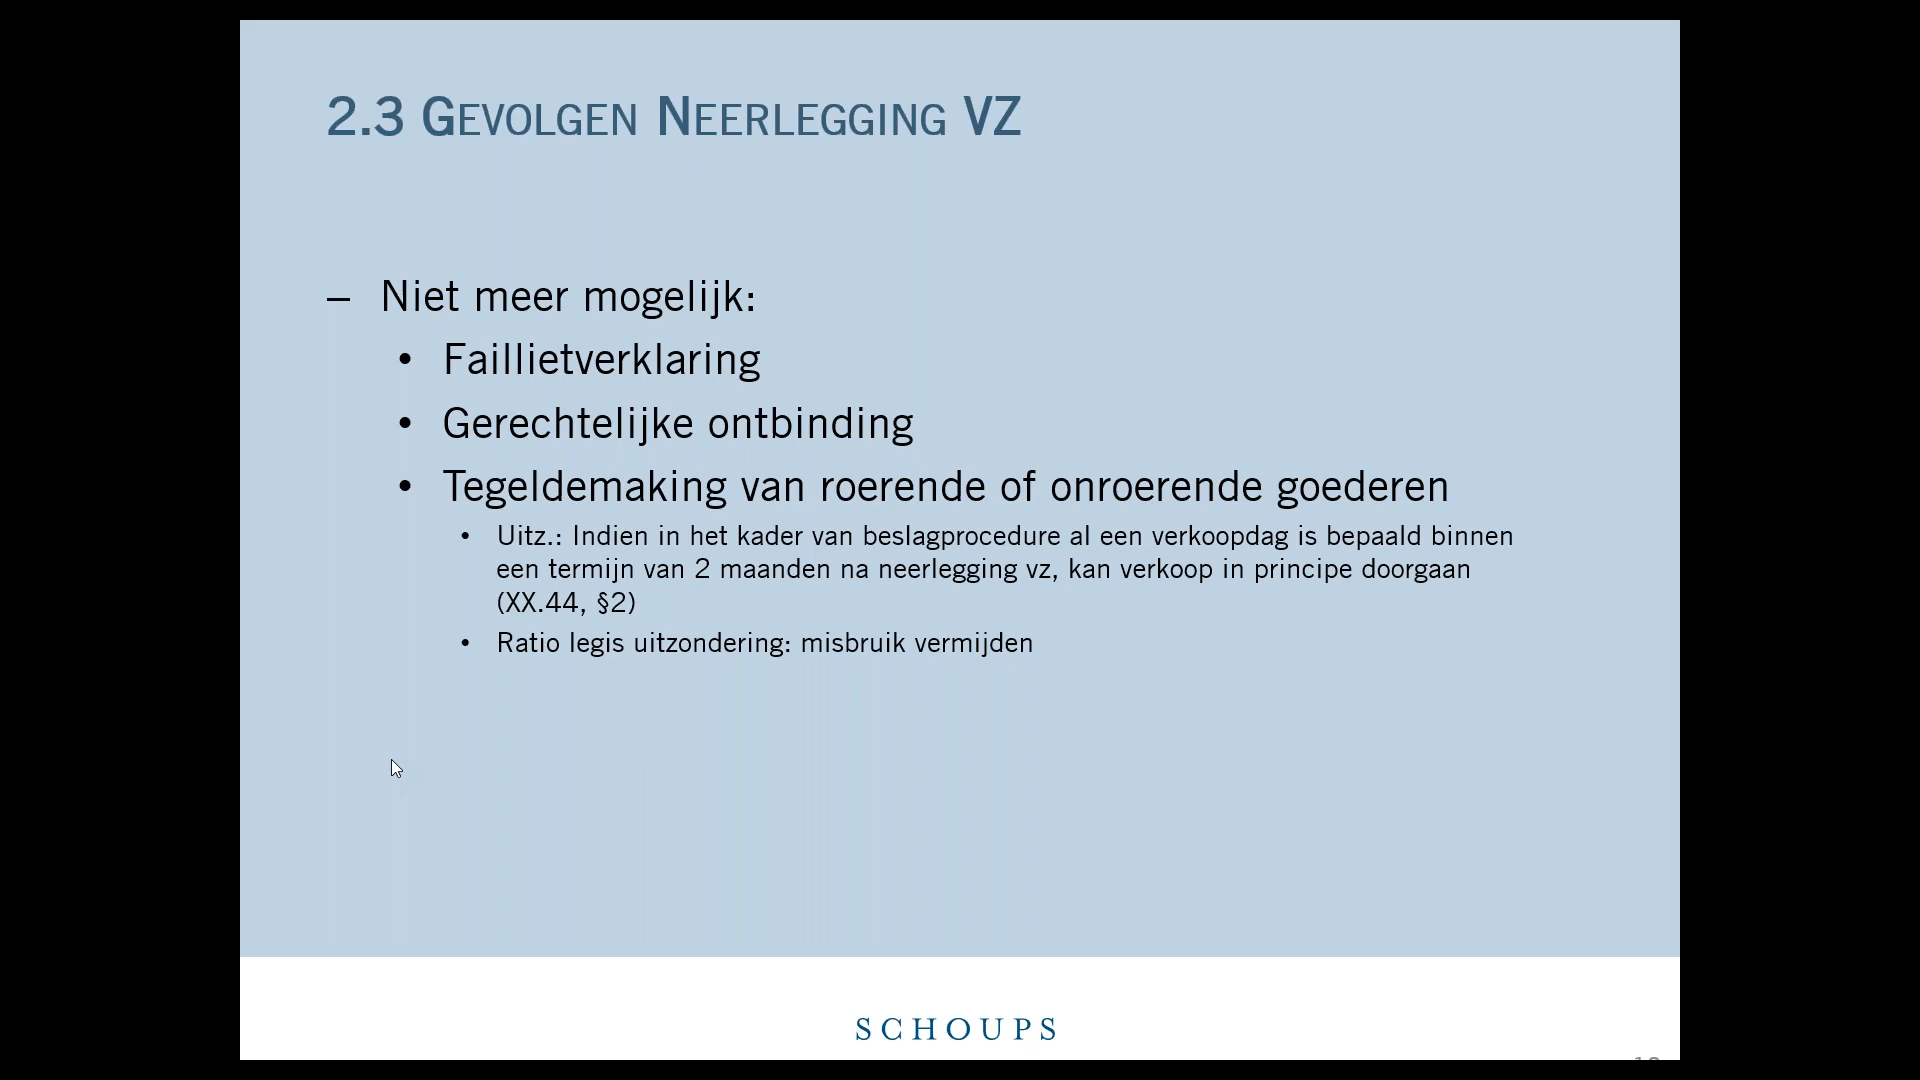 2.3 GEVOLGEN NEERLEGGING VZ
– Niet meer mogelijk:
• Faillietverklaring
• Gerechtelijke ontbinding
• Tegeldemaking van roerende of onroerende goederen
• Uitz.: Indien in het kader van beslagprocedure al een verkoopdag is bepaald binnen
een termijn van 2 maanden na neerlegging vz, kan verkoop in principe doorgaan
(XX.44, §2)
• Ratio legis uitzondering: misbruik vermijden
SCHOUPS